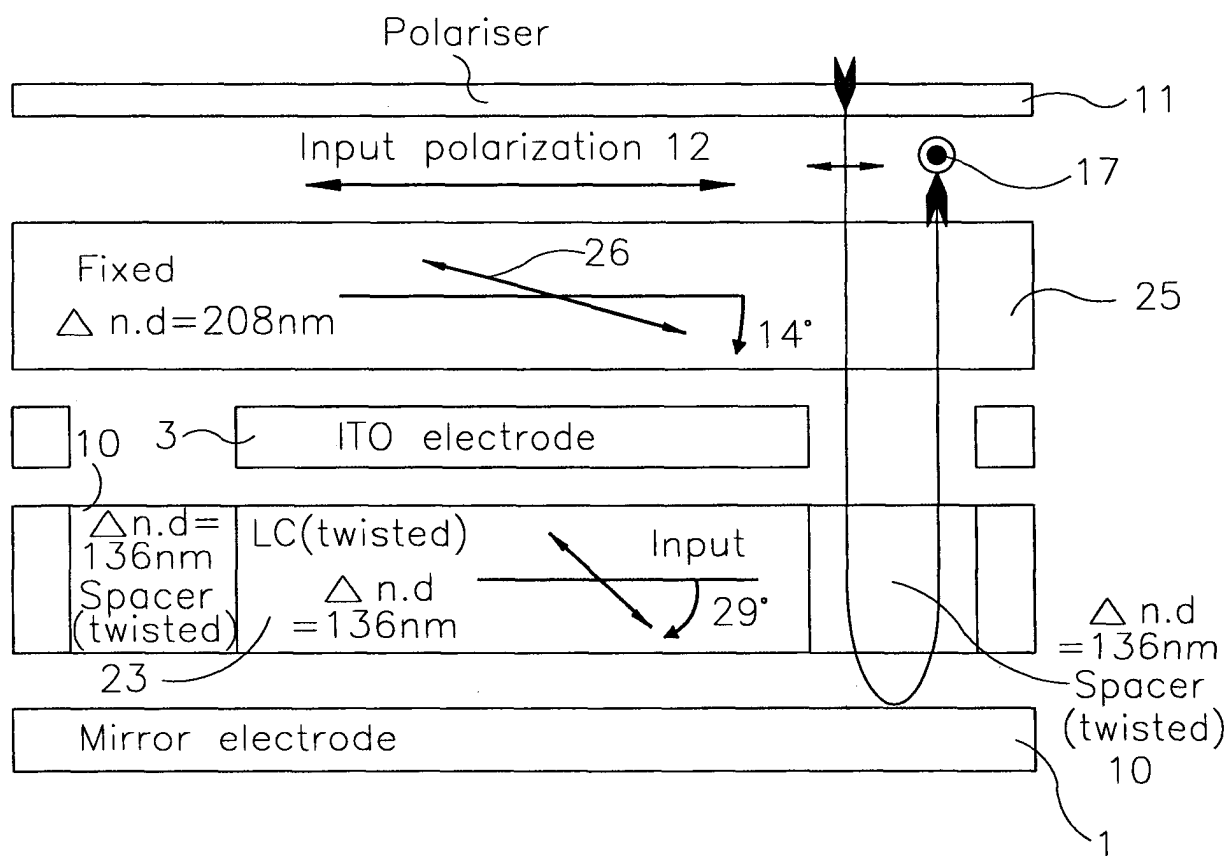 Polariser
11
Input polarization 12
17
26
Fixed
△ n.d=208nm
14°
25
3
ITO electrode
10
△n.d=
136nm
Spacer
(twisted)
LC(twisted)
△ n.d
=136nm
Input
29°
23
△ n.d
=136nm
Spacer
(twisted)
10
Mirror electrode
1